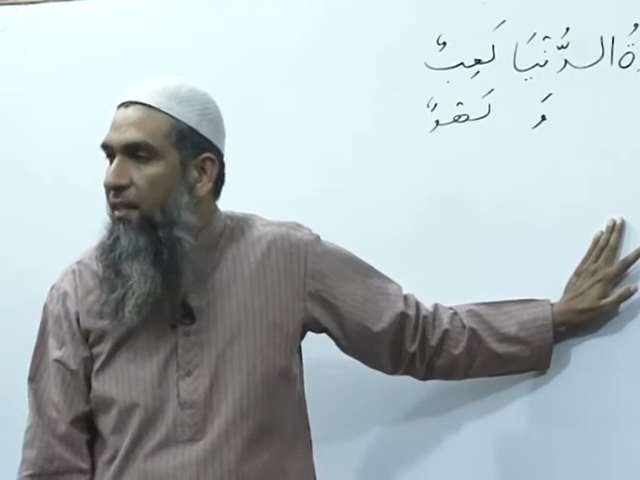 ةُ الدُّنْيَا لَعِبٌ
وَ لَهْوٌ